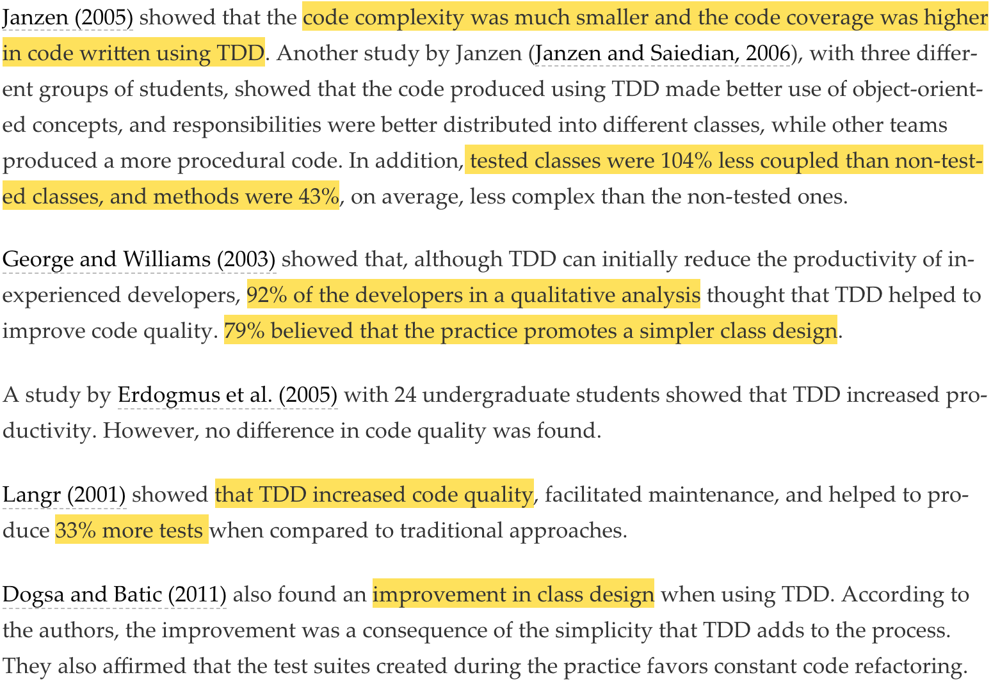 Janzen (2005) showed that the code complexity was much smaller and the code coverage was higher
in code written using TDD. Another study by Janzen (Janzen and Saiedian, 2006), with three differ-
ent groups of students, showed that the code produced using TDD made better use of object-orient-
ed concepts, and responsibilities were better distributed into different classes, while other teams
produced a more procedural code. In addition, tested classes were 104% less coupled than non-test-
ed classes, and methods were 43%, on average, less complex than the non-tested ones.
George and Williams (2003) showed that, although TDD can initially reduce the productivity of in-
experienced developers, 92% of the developers in a qualitative analysis thought that TDD helped to
improve code quality. 79% believed that the practice promotes a simpler class design.
A study by Erdogmus et al. (2005) with 24 undergraduate students showed that TDD increased pro-
ductivity. However, no difference in code quality was found.
Langr (2001) showed that TDD increased code quality, facilitated maintenance, and helped to pro-
duce 33% more tests when compared to traditional approaches.
Dogsa and Batic (2011) also found an improvement in class design when using TDD. According to
the authors, the improvement was a consequence of the simplicity that TDD adds to the process.
They also affirmed that the test suites created during the practice favors constant code refactoring.